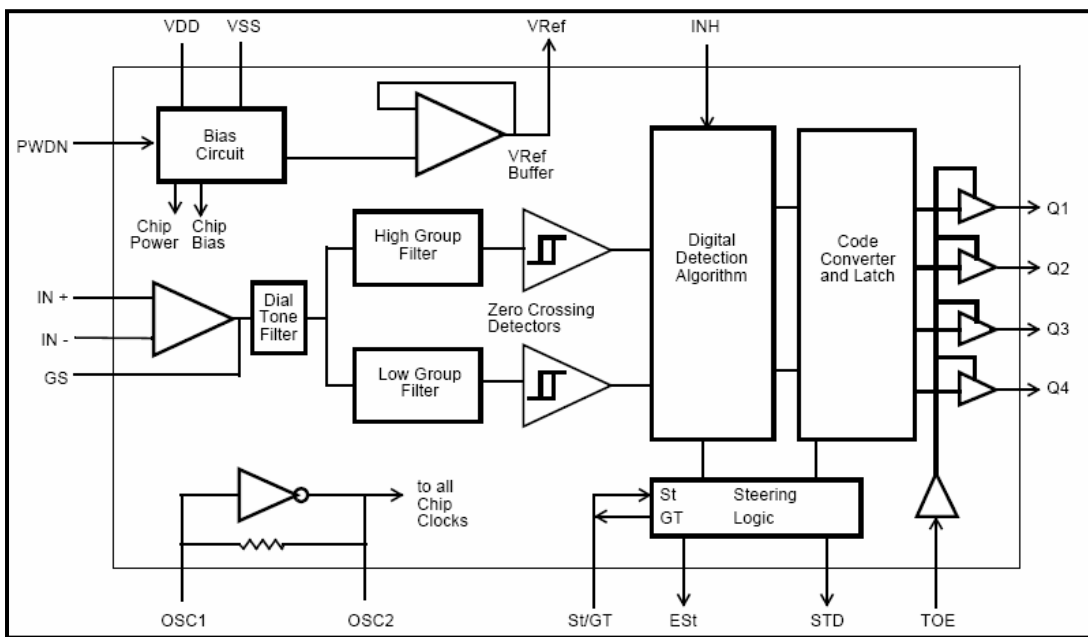 VDD
VSS
VRef
INH
PWDN
Bias
Circuit
VRef
Buffer
Chip
Power
Chip
Bias
High Group
Filter
Digital
Detection
Algorithm
Code
Converter
and Latch
Q1
Q2
Q3
Q4
IN +
IN -
GS
Dial
Tone
Filter
Zero Crossing
Detectors
Low Group
Filter
to all
Chip
Clocks
St Steering
GT Logic
OSC1
OSC2
St/GT
ESt
STD
TOE